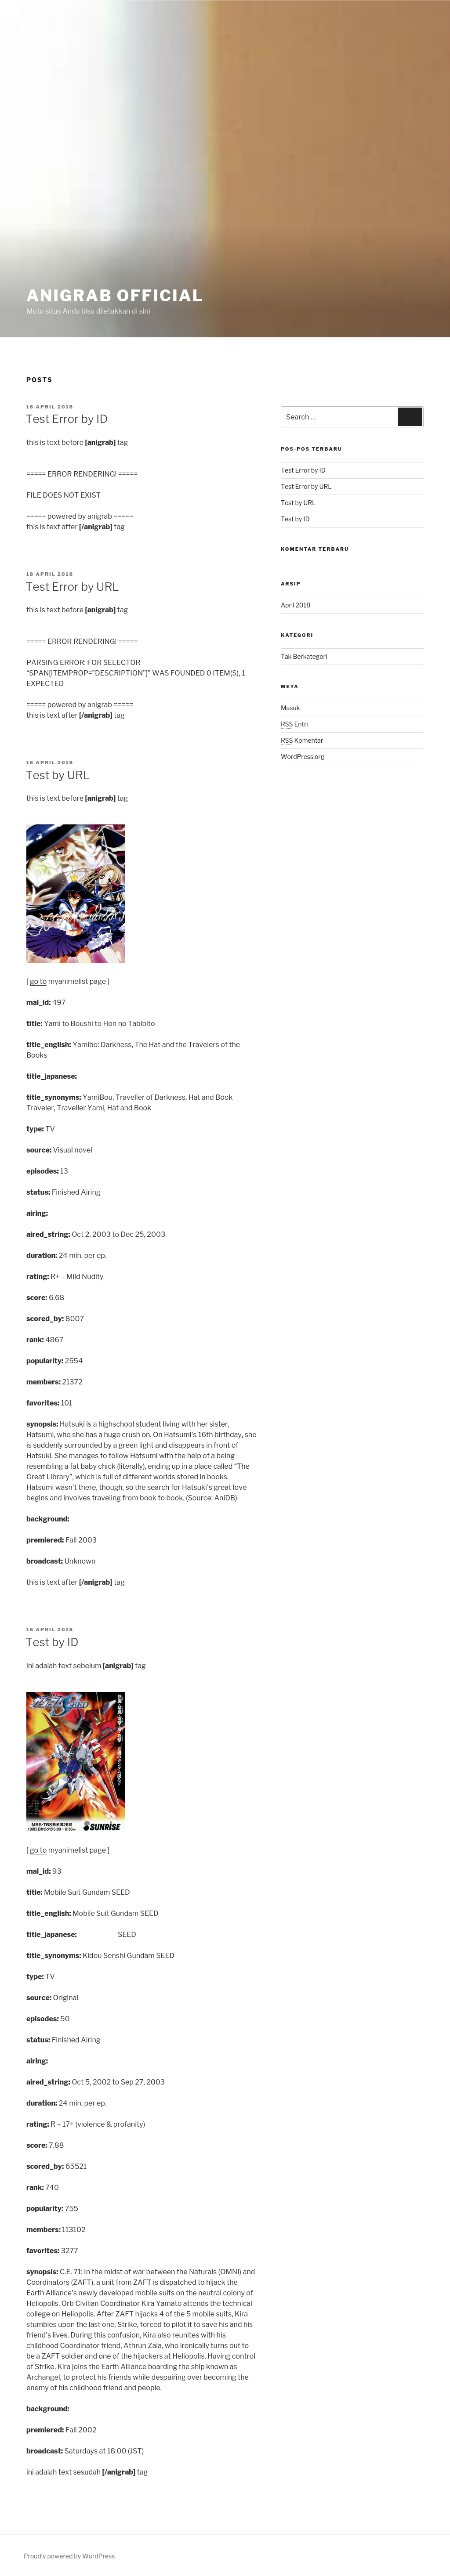 ANIGRAB OFFICIAL
Moto situs Anda bisa diletakkan di sini
POSTS
18 APRIL 2018
Test Error by ID
this is text before [anigrab] tag
===== ERROR RENDERING! =====
FILE DOES NOT EXIST
===== powered by anigrab =====
this is text after [/anigrab] tag
18 APRIL 2018
Test Error by URL
this is text before [anigrab] tag
===== ERROR RENDERING! =====
PARSING ERROR: FOR SELECTOR
“SPAN[ITEMPROP="DESCRIPTION"]” WAS FOUNDED 0 ITEM(S), 1
EXPECTED
===== powered by anigrab =====
this is text after [/anigrab] tag
18 APRIL 2018
Test by URL
this is text before [anigrab] tag
[ go to myanimelist page ]
mal_id: 497
title: Yami to Boushi to Hon no Tabibito
title_english: Yamibo: Darkness, The Hat and the Travelers of the
Books
title_japanese:
title_synonyms: YamiBou, Traveller of Darkness, Hat and Book
Traveler, Traveller Yami, Hat and Book
type: TV
source: Visual novel
episodes: 13
status: Finished Airing
airing:
aired_string: Oct 2, 2003 to Dec 25, 2003
duration: 24 min. per ep.
rating: R+ – Mild Nudity
score: 6.68
scored_by: 8007
rank: 4867
popularity: 2554
members: 21372
favorites: 101
synopsis: Hatsuki is a highschool student living with her sister,
Hatsumi, who she has a huge crush on. On Hatsumi's 16th birthday, she
is suddenly surrounded by a green light and disappears in front of
Hatsuki. She manages to follow Hatsumi with the help of a being
resembling a fat baby chick (literally), ending up in a place called “The
Great Library”, which is full of different worlds stored in books.
Hatsumi wasn't there, though, so the search for Hatsuki's great love
begins and involves traveling from book to book. (Source: AniDB)
background:
premiered: Fall 2003
broadcast: Unknown
this is text after [/anigrab] tag
18 APRIL 2018
Test by ID
ini adalah text sebelum [anigrab] tag
SEED
SUNRISE
[ go to myanimelist page ]
mal_id: 93
title: Mobile Suit Gundam SEED
title_english: Mobile Suit Gundam SEED
title_japanese: SEED
title_synonyms: Kidou Senshi Gundam SEED
type: TV
source: Original
episodes: 50
status: Finished Airing
airing:
aired_string: Oct 5, 2002 to Sep 27, 2003
duration: 24 min. per ep.
rating: R – 17+ (violence & profanity)
score: 7.88
scored_by: 65521
rank: 740
popularity: 755
members: 113102
favorites: 3277
synopsis: C.E. 71: In the midst of war between the Naturals (OMNI) and
Coordinators (ZAFT), a unit from ZAFT is dispatched to hijack the
Earth Alliance's newly developed mobile suits on the neutral colony of
Heliopolis. Orb Civilian Coordinator Kira Yamato attends the technical
college on Heliopolis. After ZAFT hijacks 4 of the 5 mobile suits, Kira
stumbles upon the last one, Strike, forced to pilot it to save his and his
friend's lives. During this confusion, Kira also reunites with his
childhood Coordinator friend, Athrun Zala, who ironically turns out to
be a ZAFT soldier and one of the hijackers at Heliopolis. Having control
of Strike, Kira joins the Earth Alliance boarding the ship known as
Archangel, to protect his friends while despairing over becoming the
enemy of his childhood friend and people.
background:
premiered: Fall 2002
broadcast: Saturdays at 18:00 (JST)
ini adalah text sesudah [/anigrab] tag
Search …
POS-POS TERBARU
Test Error by ID
Test Error by URL
Test by URL
Test by ID
KOMENTAR TERBARU
ARSIP
April 2018
KATEGORI
Tak Berkategori
META
Masuk
RSS Entri
RSS Komentar
WordPress.org
Proudly powered by WordPress